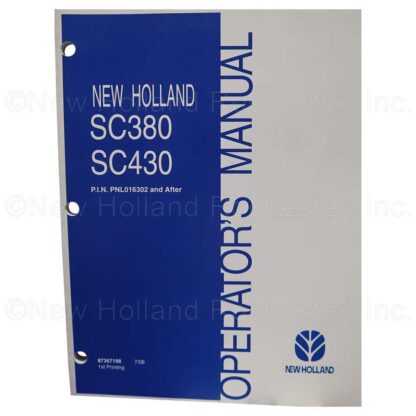 ©New Holland Rochester, Inc.
NEW HOLLAND
SC380
SC430
P.I.N. PNL016302 and After
OPERATOR'S MANUAL
©New Holland Rochester, Inc.
87367198 7/06
1st Printing
NEW HOLLAND
©New Holland Rochester, Inc.